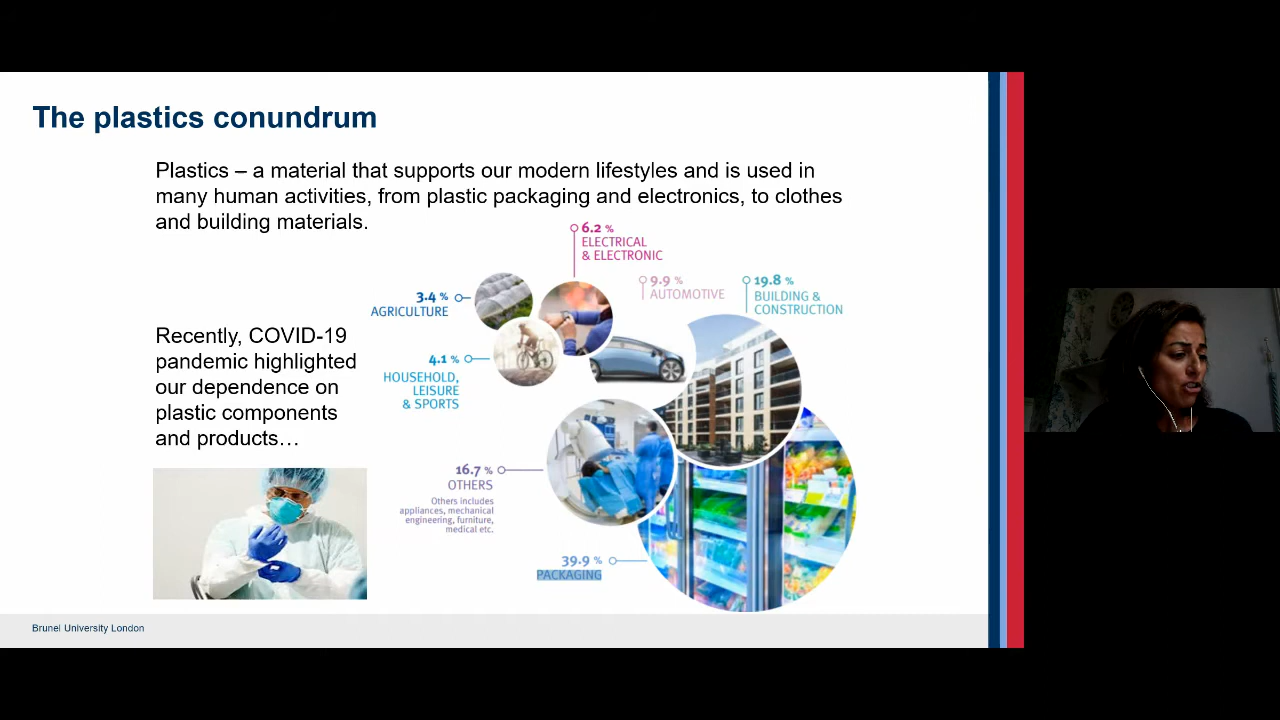 The plastics conundrum
Plastics – a material that supports our modern lifestyles and is used in
many human activities, from plastic packaging and electronics, to clothes
and building materials.
6.2 %
ELECTRICAL
& ELECTRONIC
9.9 %
AUTOMOTIVE
19.8 %
BUILDING &
CONSTRUCTION
3.4 %
AGRICULTURE
4.1 %
HOUSEHOLD,
LEISURE
& SPORTS
Recently, COVID-19
pandemic highlighted
our dependence on
plastic components
and products…
16.7 %
OTHERS
Others includes
appliances, mechanical
engineering, furniture,
medical etc.
39.9 %
PACKAGING
Brunel University London